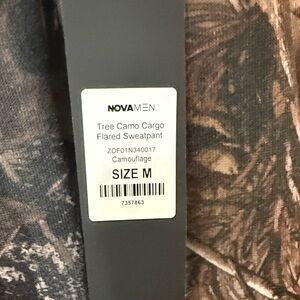 NOVAMEN
Tree Camo Cargo
Flared Sweatpant
ZDF01N340017
Camouflage
SIZE M
7357863